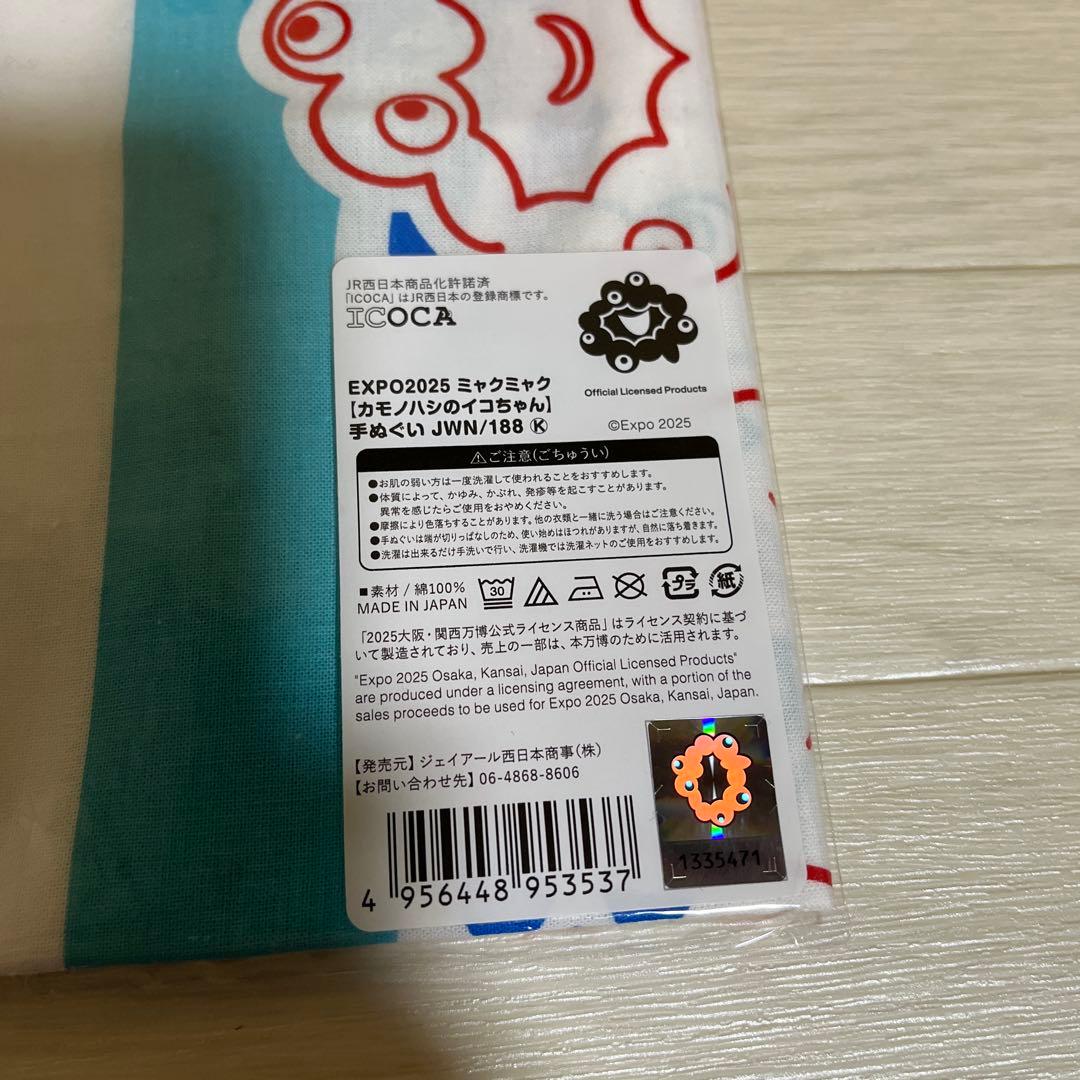 JR西日本商品化許諾済
「ICOCA」はJR西日本の登録商標です。
ICOCA
Official Licensed Products
EXPO2025 ミャクミャク
【カモノハシのイコちゃん】
手ぬぐい JWN/188 Ⓚ
©Expo 2025
⚠ご注意(ごちゅうい)
●お肌の弱い方は一度洗濯して使われることをおすすめします。
●体質によって、かゆみ、かぶれ、発疹等を起こすことがあります。
異常を感じたらご使用をおやめください。
●摩擦により色落ちすることがあります。他の衣類と一緒に洗う場合はご注意ください。
●手ぬぐいは端が切りっぱなしのため、使い始めはほつれがありますが、自然に落ち着きます。
●洗濯は出来るだけ手洗いで行い、洗濯機では洗濯ネットのご使用をおすすめします。
■素材 / 綿100%
MADE IN JAPAN
30
プラ
紙
「2025大阪・関西万博公式ライセンス商品」はライセンス契約に基づ
いて製造されており、売上の一部は、本万博のために活用されます。
"Expo 2025 Osaka, Kansai, Japan Official Licensed Products"
are produced under a licensing agreement, with a portion of the
sales proceeds to be used for Expo 2025 Osaka, Kansai, Japan.
【発売元】ジェイアール西日本商事(株)
【お問い合わせ先】06-4868-8606
4 956448 953537
1335471